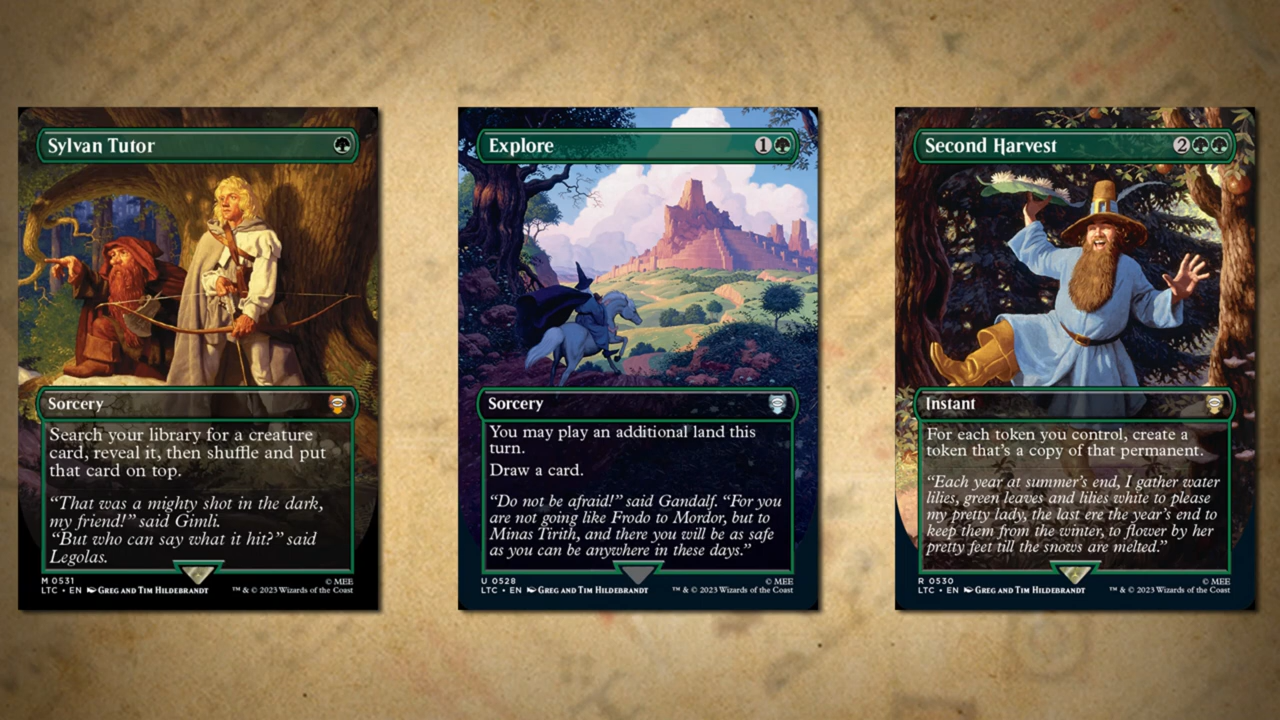 Sylvan Tutor
Sorcery
Search your library for a creature
card, reveal it, then shuffle and put
that card on top.
“That was a mighty shot in the dark,
my friend!” said Gimli.
“But who can say what it hit?” said
Legolas.
M 0531
LTC • EN Greg and Tim Hildebrandt
© MEE
™ & © 2023 Wizards of the Coast
Explore
1
Sorcery
You may play an additional land this
turn.
Draw a card.
“Do not be afraid!” said Gandalf. “For you
are not going like Frodo to Mordor, but to
Minas Tirith, and there you will be as safe
as you can be anywhere in these days.”
U 0528
LTC • EN Greg and Tim Hildebrandt
© MEE
™ & © 2023 Wizards of the Coast
Second Harvest
2
Instant
For each token you control, create a
token that’s a copy of that permanent.
“Each year at summer’s end, I gather water
lilies, green leaves and lilies white to please
my pretty lady, the last ere the year’s end to
keep them from the winter, to flower by her
pretty feet till the snows are melted.”
R 0530
LTC • EN Greg and Tim Hildebrandt
© MEE
™ & © 2023 Wizards of the Coast